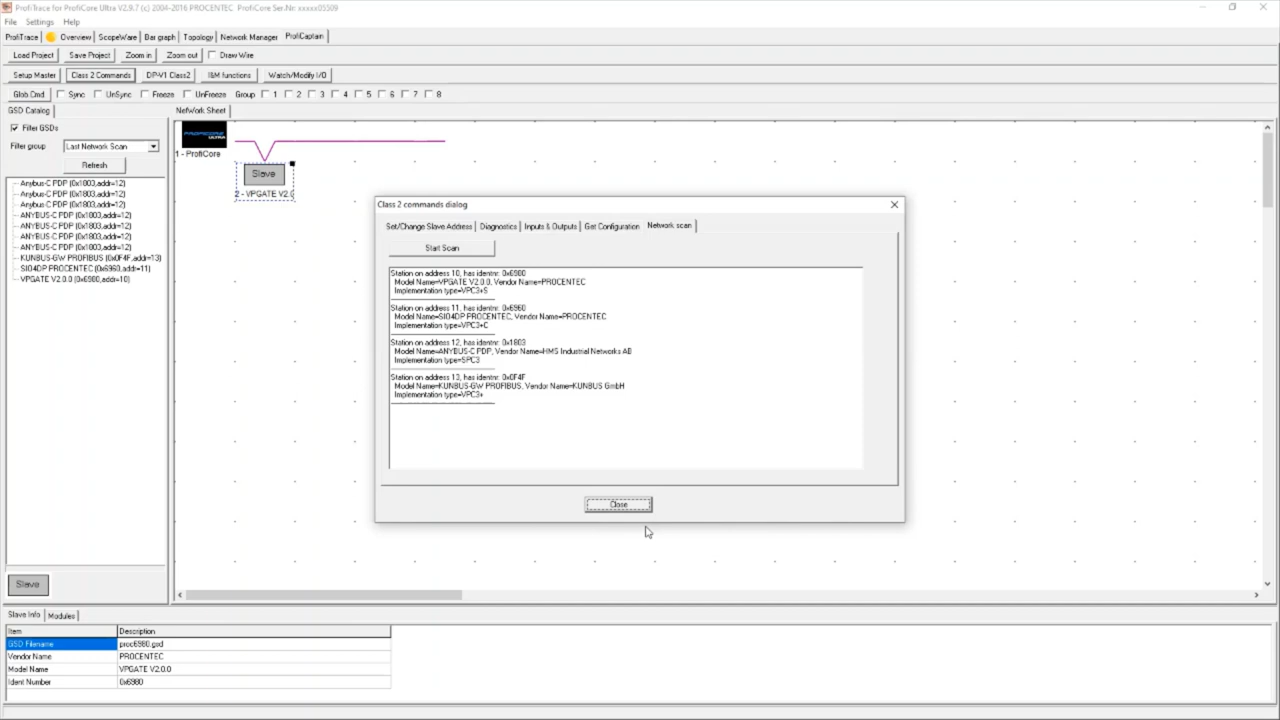 ProfiTrace for ProfiCore Ultra V2.9.7 (c) 2004-2016 PROCENTEC ProfiCore Ser.Nr: xxxxx05509
File Settings Help
ProfiTrace Overview ScopeWare Bar graph Topology Network Manager ProfiCaptain
Load Project Save Project Zoom in Zoom out Draw Wire
Setup Master Class 2 Commands DP-V1 Class2 I&M functions Watch/Modify I/O
Glob.Cmd Sync UnSync Freeze UnFreeze Group 1 2 3 4 5 6 7 8
GSD Catalog
NetWork Sheet
Filter GSDs
Filter group Last Network Scan
Refresh
Anybus-C PDP (0x1803,addr=12)
Anybus-C PDP (0x1803,addr=12)
Anybus-C PDP (0x1803,addr=12)
ANYBUS-C PDP (0x1803,addr=12)
ANYBUS-C PDP (0x1803,addr=12)
ANYBUS-C PDP (0x1803,addr=12)
ANYBUS-C PDP (0x1803,addr=12)
KUNBUS-GW PROFIBUS (0x0F4F,addr=13)
SIO4DP PROCENTEC (0x6960,addr=11)
VPGATE V2.0.0 (0x6980,addr=10)
PROFICORE
ULTRA
1 - ProfiCore
Slave
2 - VPGATE V2.0
Class 2 commands dialog
Set/Change Slave Address Diagnostics Inputs & Outputs Get Configuration Network scan
Start Scan
Station on address 10, has identnr: 0x6980
Model Name=VPGATE V2.0.0, Vendor Name=PROCENTEC
Implementation type=VPC3+S
Station on address 11, has identnr: 0x6960
Model Name=SIO4DP PROCENTEC, Vendor Name=PROCENTEC
Implementation type=VPC3+C
Station on address 12, has identnr: 0x1803
Model Name=ANYBUS-C PDP, Vendor Name=HMS Industrial Networks AB
Implementation type=SPC3
Station on address 13, has identnr: 0x0F4F
Model Name=KUNBUS-GW PROFIBUS, Vendor Name=KUNBUS GmbH
Implementation type=VPC3+
Close
Slave
Slave Info Modules
Item Description
GSD Filename proc6980.gsd
Vendor Name PROCENTEC
Model Name VPGATE V2.0.0
Ident Number 0x6980